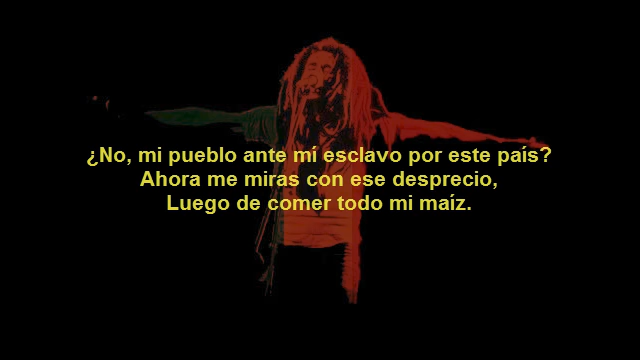 ¿No, mi pueblo ante mí esclavo por este país?
Ahora me miras con ese desprecio,
Luego de comer todo mi maíz.